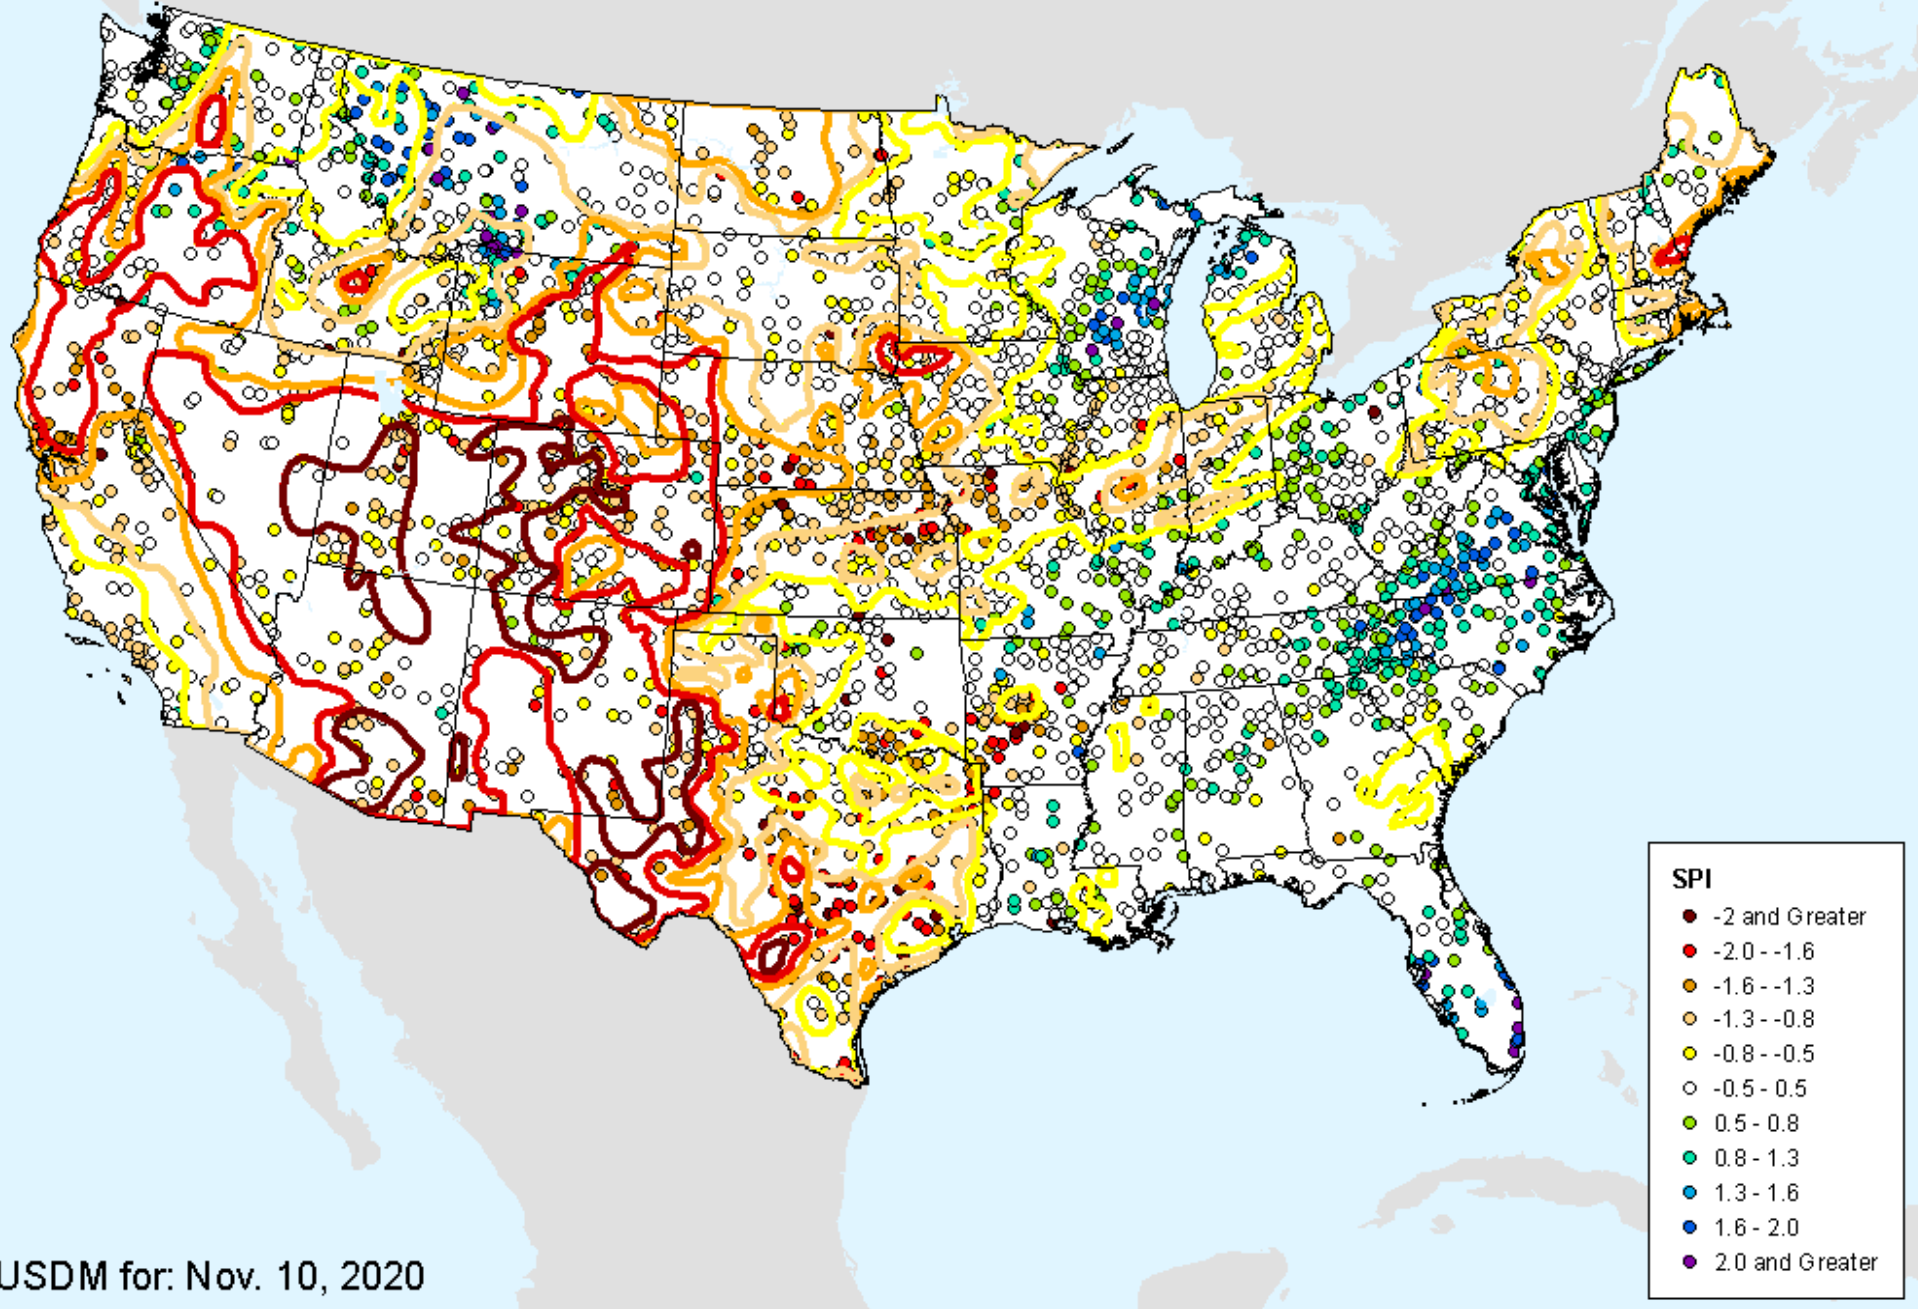 SPI
-2 and Greater
-2.0 - -1.6
-1.6 - -1.3
-1.3 - -0.8
-0.8 - -0.5
-0.5 - 0.5
0.5 - 0.8
0.8 - 1.3
1.3 - 1.6
1.6 - 2.0
2.0 and Greater
USDM for: Nov. 10, 2020